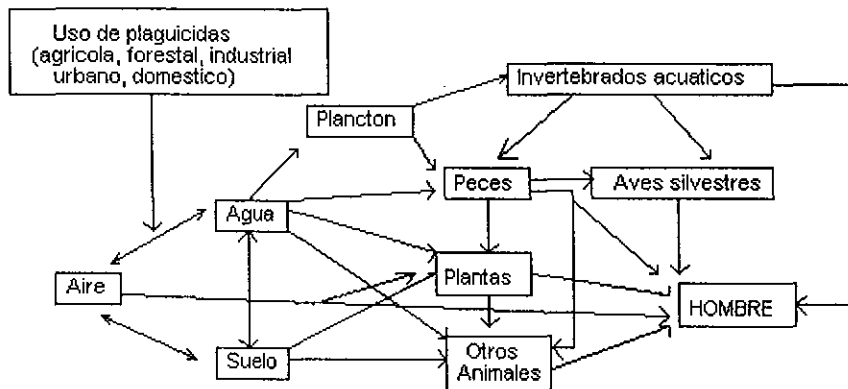 Uso de plaguicidas
(agricola, forestal, industrial
urbano, domestico)
Invertebrados acuaticos
Plancton
Peces
Aves silvestres
Agua
Plantas
Aire
HOMBRE
Suelo
Otros
Animales